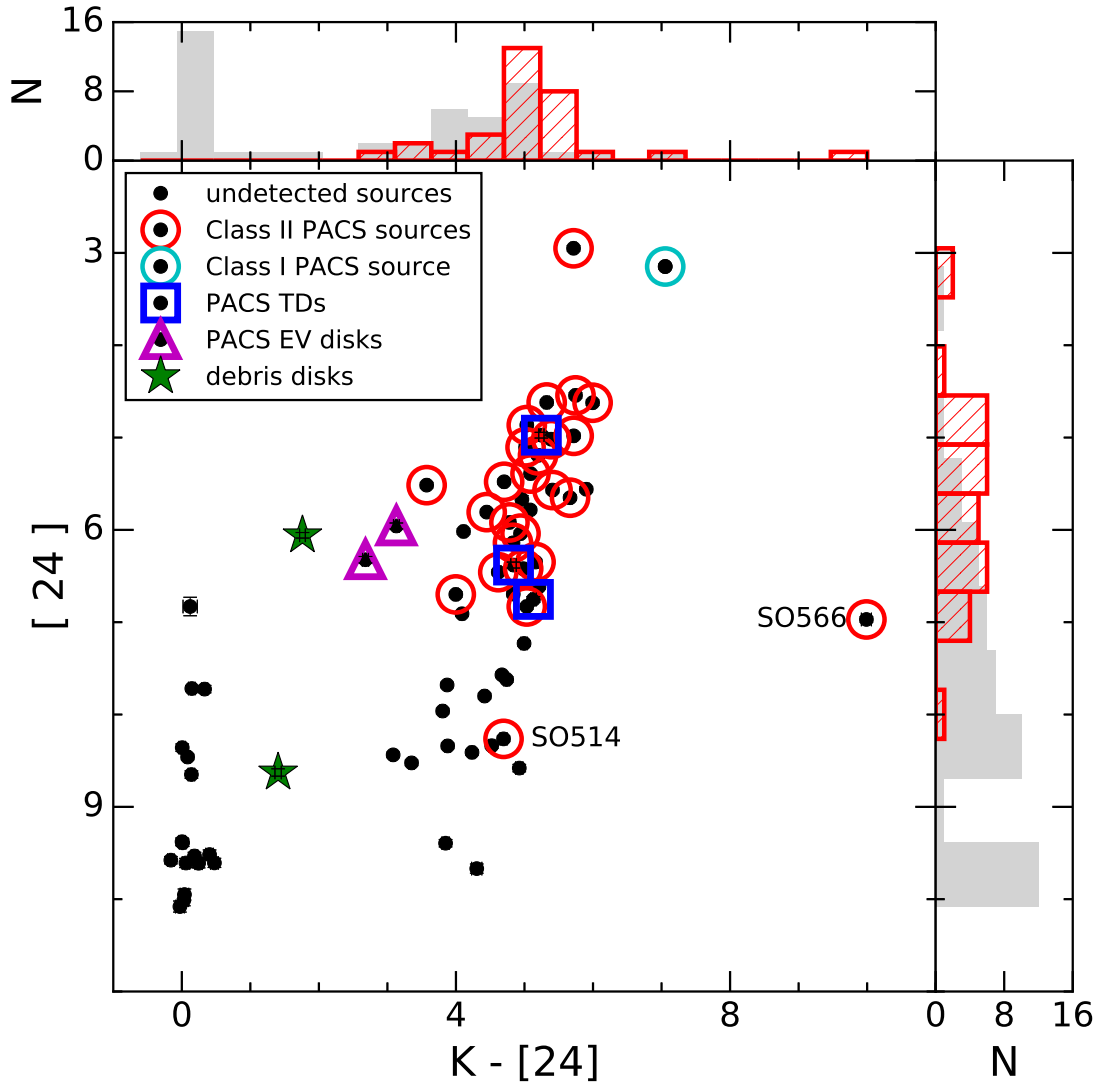 16
8
0
N
undetected sources
Class II PACS sources
Class I PACS source
PACS TDs
PACS EV disks
debris disks
3
6
9
[ 24 ]
SO566
SO514
0 4 8
K - [24]
0 8 16
N